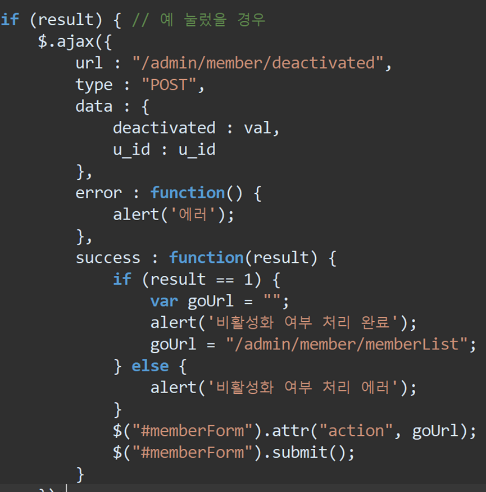 if (result) { // 예 눌렀을 경우
    $.ajax({
        url : "/admin/member/deactivated",
        type : "POST",
        data : {
            deactivated : val,
            u_id : u_id
        },
        error : function() {
            alert('에러');
        },
        success : function(result) {
            if (result == 1) {
                var goUrl = "";
                alert('비활성화 여부 처리 완료');
                goUrl = "/admin/member/memberList";
            } else {
                alert('비활성화 여부 처리 에러');
            }
            $("#memberForm").attr("action", goUrl);
            $("#memberForm").submit();
        }